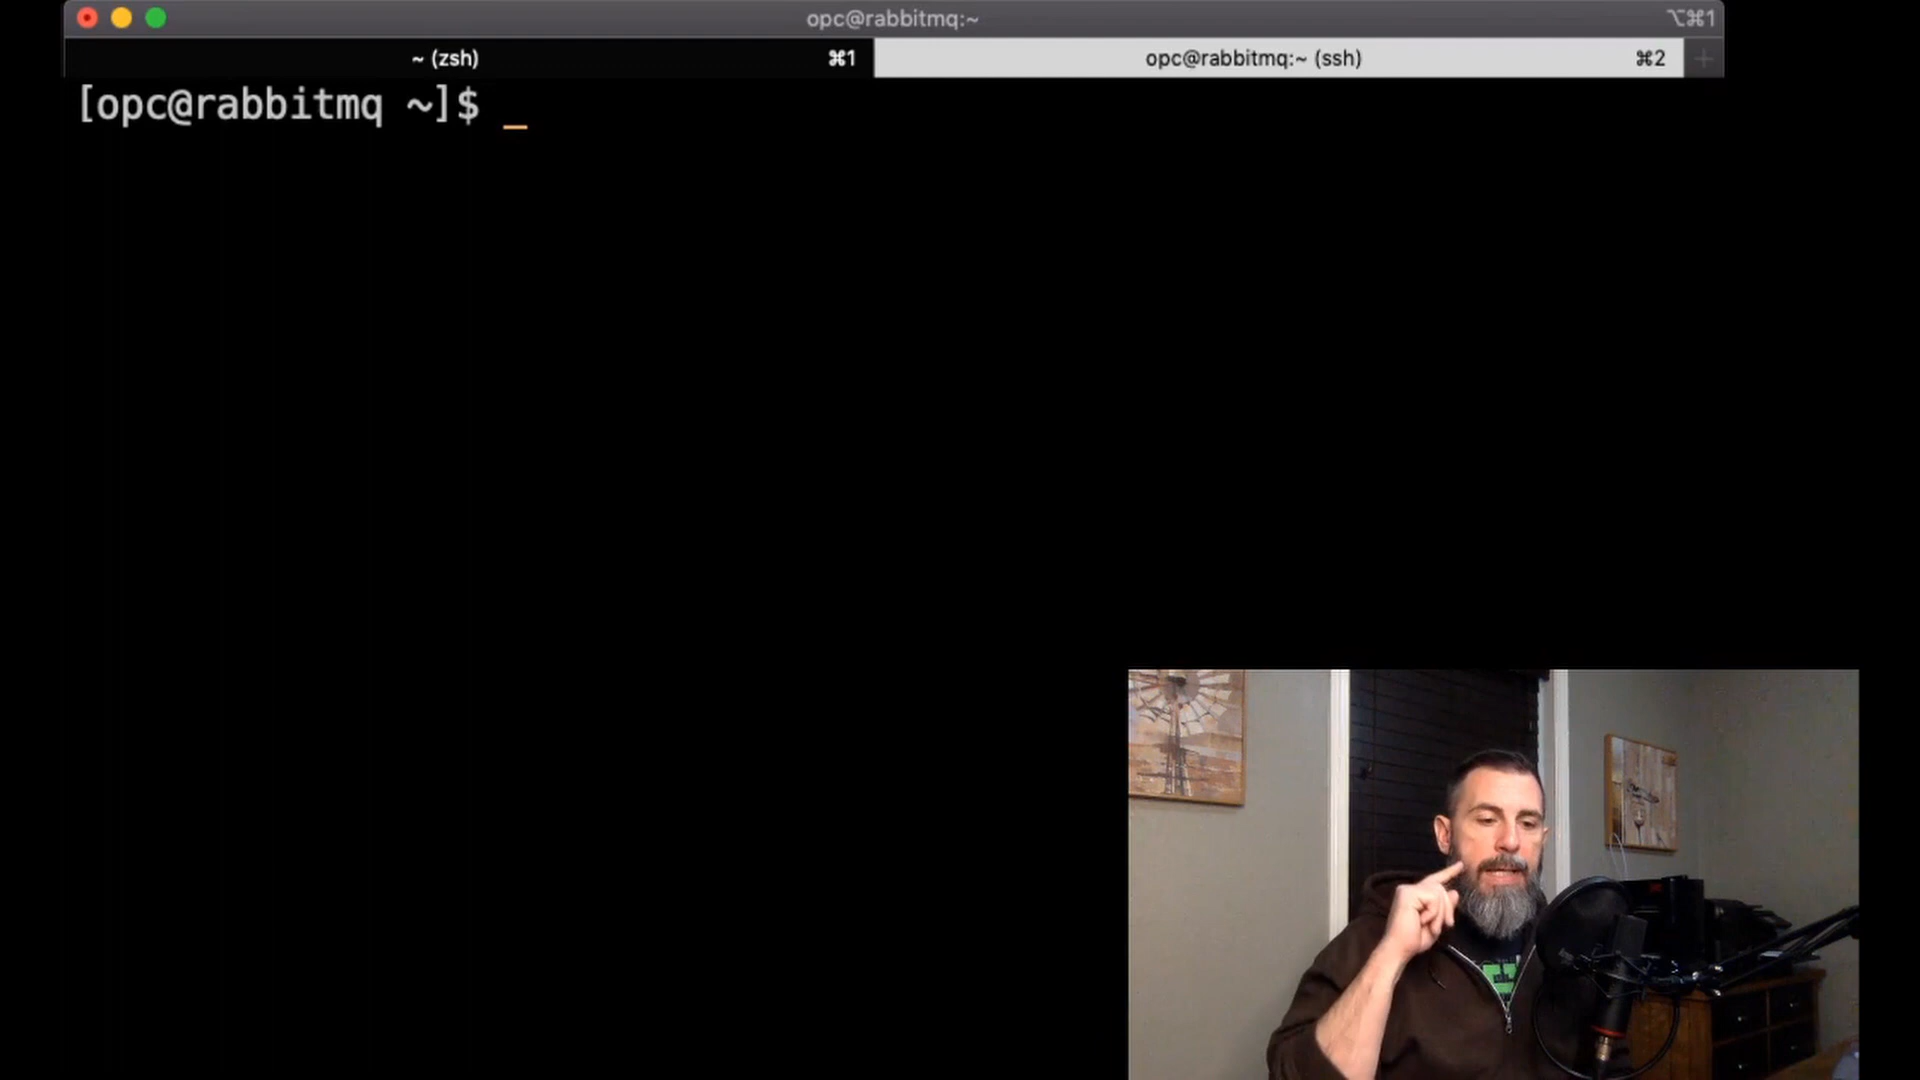 opc@rabbitmq:~ ⌥⌘1
~ (zsh) ⌘1 opc@rabbitmq:~ (ssh) ⌘2 +
[opc@rabbitmq ~]$ _